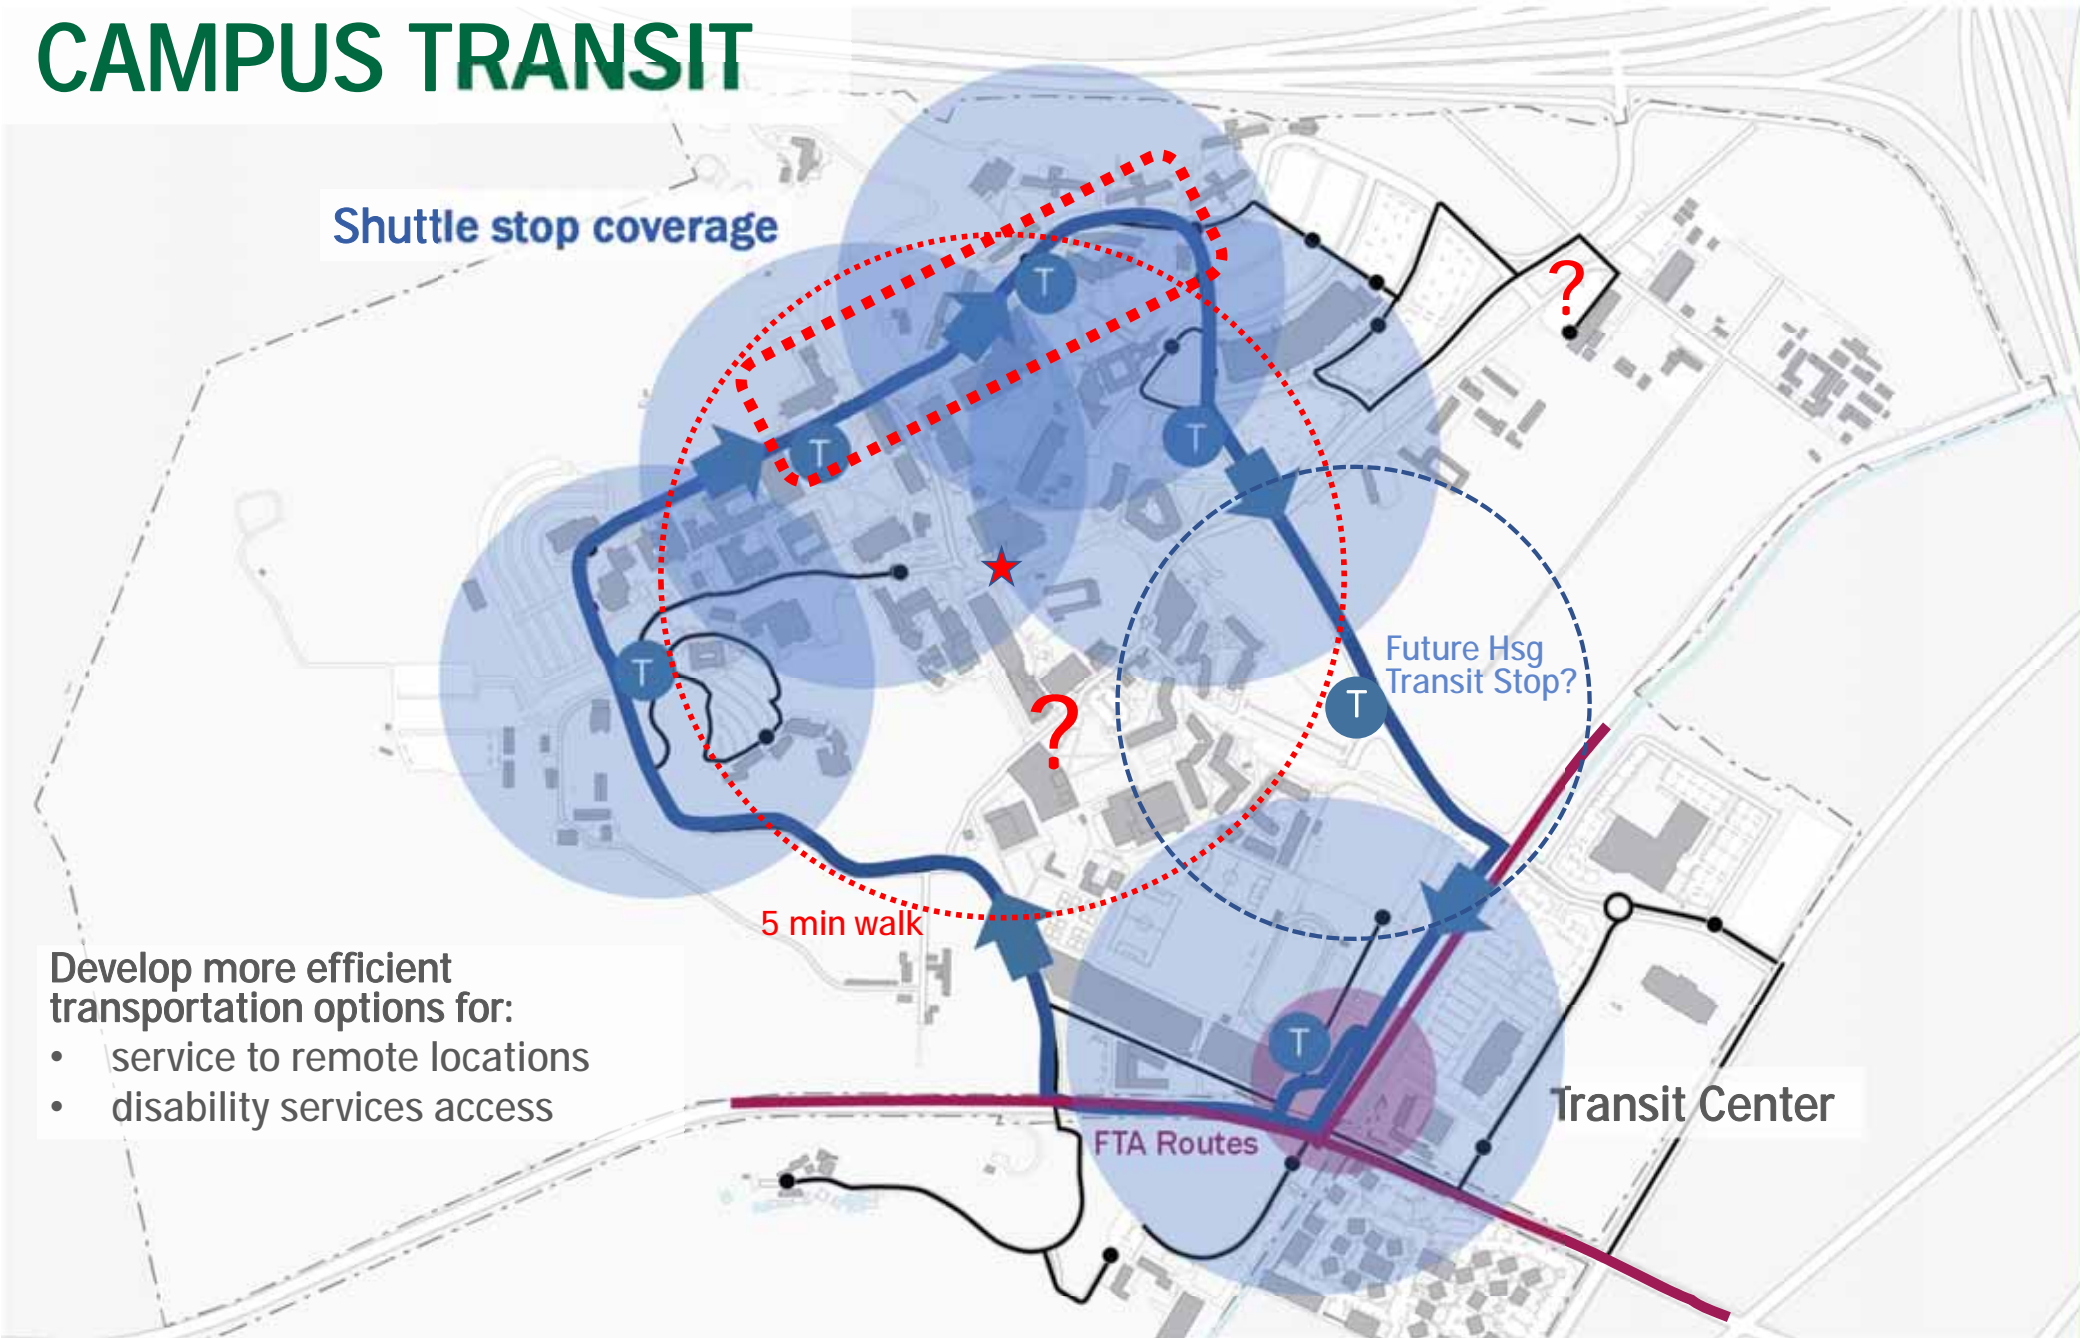 CAMPUS TRANSIT
Shuttle stop coverage
?
T
T
T
T
Future Hsg
Transit Stop?
T
?
5 min walk
Develop more efficient
transportation options for:
• service to remote locations
• disability services access
T
Transit Center
FTA Routes